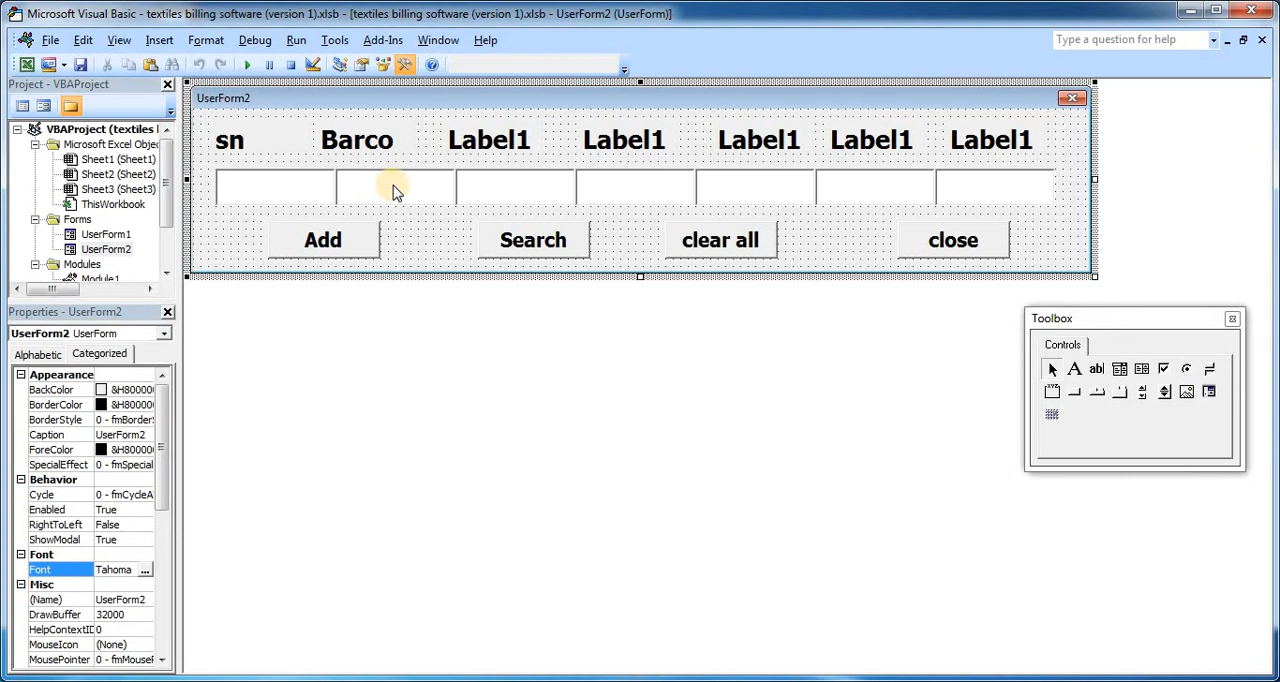 Microsoft Visual Basic - textiles billing software (version 1).xlsb - [textiles billing software (version 1).xlsb - UserForm2 (UserForm)]
File Edit View Insert Format Debug Run Tools Add-Ins Window Help
Type a question for help
Project - VBAProject
VBAProject (textiles
Microsoft Excel Objec
Sheet1 (Sheet1)
Sheet2 (Sheet2)
Sheet3 (Sheet3)
ThisWorkbook
Forms
UserForm1
UserForm2
Modules
Module1
UserForm2
sn Barco Label1 Label1 Label1 Label1 Label1
Add Search clear all close
Properties - UserForm2
UserForm2 UserForm
Alphabetic Categorized
Appearance
BackColor &H80000
BorderColor &H80000
BorderStyle 0 - fmBorder
Caption UserForm2
ForeColor &H80000
SpecialEffect 0 - fmSpecial
Behavior
Cycle 0 - fmCycleA
Enabled True
RightToLeft False
ShowModal True
Font
Font Tahoma ...
Misc
(Name) UserForm2
DrawBuffer 32000
HelpContextID 0
MouseIcon (None)
MousePointer 0 - fmMouseP
Toolbox
Controls
A ab|